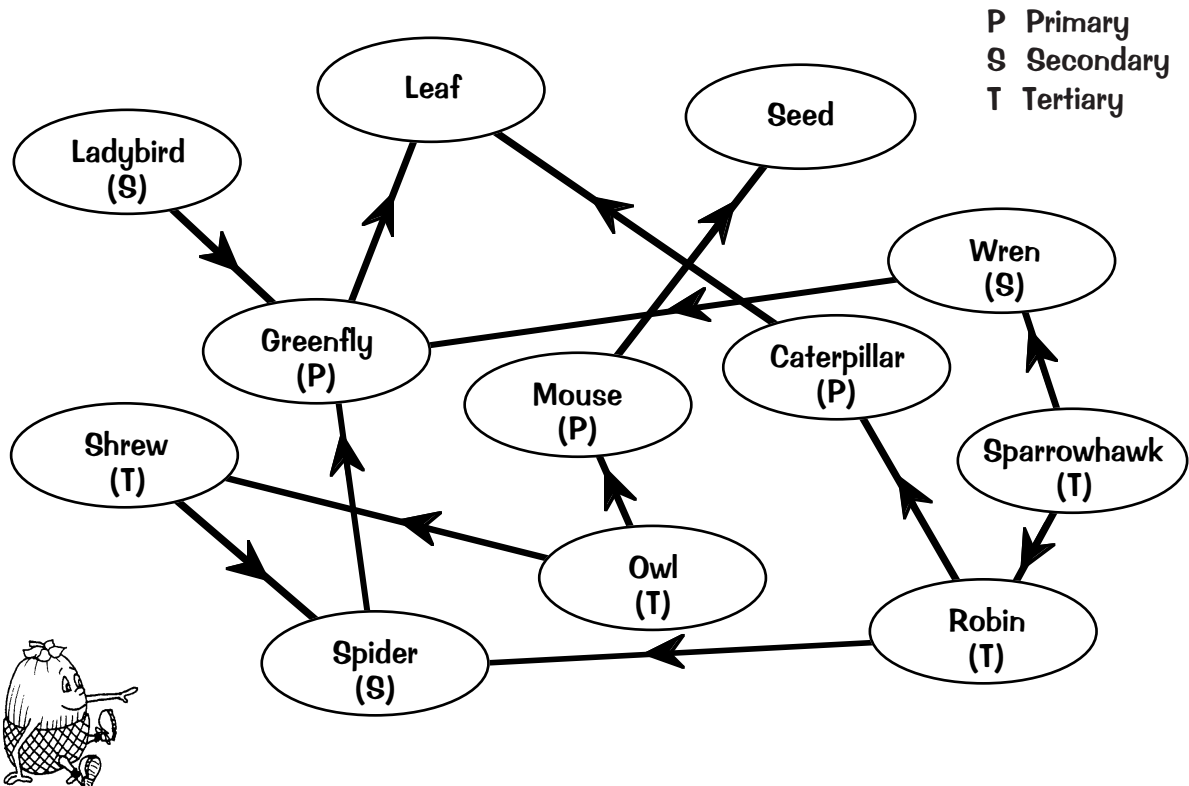 P Primary
S Secondary
T Tertiary
Leaf
Seed
Ladybird
(S)
Wren
(S)
Greenfly
(P)
Caterpillar
(P)
Mouse
(P)
Shrew
(T)
Sparrowhawk
(T)
Owl
(T)
Robin
(T)
Spider
(S)